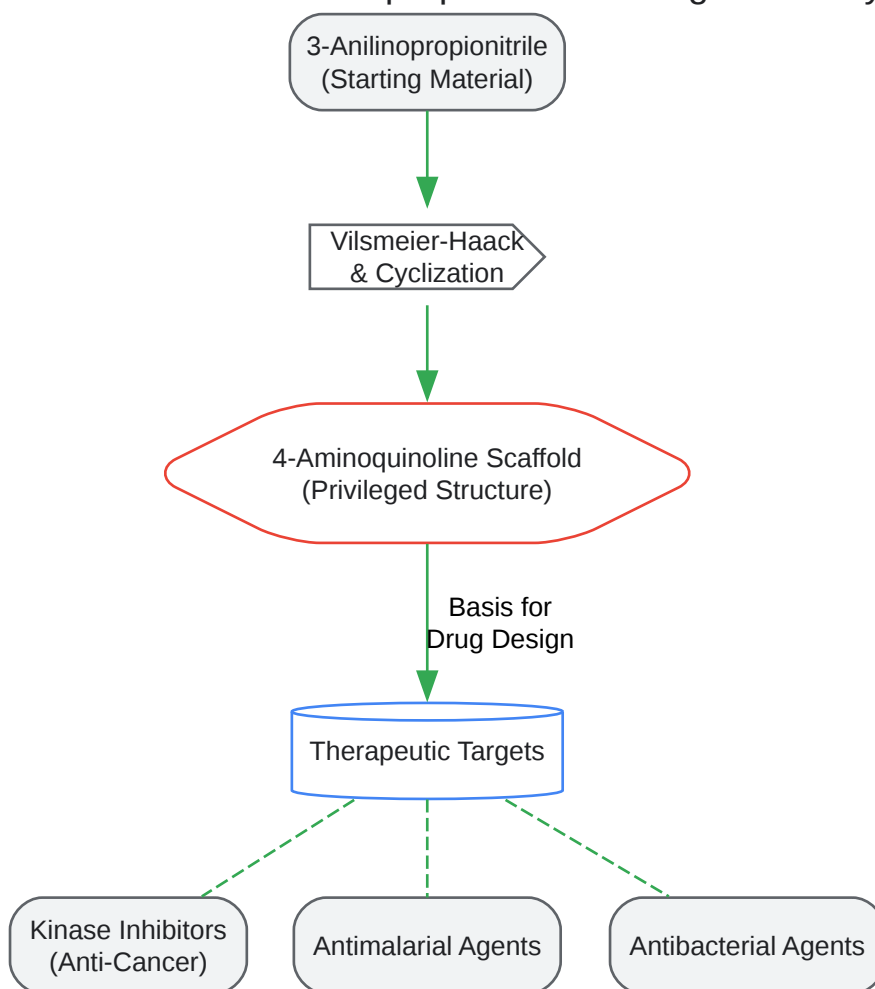 3-Anilinopropionitrile
(Starting Material)
Vilsmeier-Haack
& Cyclization
4-Aminoquinoline Scaffold
(Privileged Structure)
Basis for
Drug Design
Therapeutic Targets
Kinase Inhibitors
(Anti-Cancer)
Antimalarial Agents
Antibacterial Agents